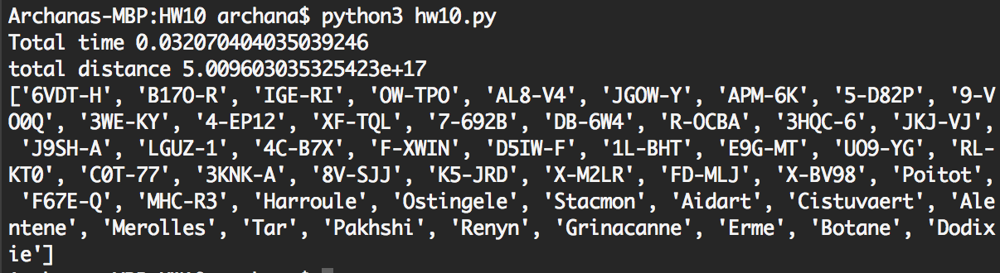 Archanas-MBP:HW10 archana$ python3 hw10.py
Total time 0.032070404035039246
total distance 5.009603035325423e+17
['6VDT-H', 'B17O-R', 'IGE-RI', 'OW-TPO', 'AL8-V4', 'JGOW-Y', 'APM-6K', '5-D82P', '9-V
O0Q', '3WE-KY', '4-EP12', 'XF-TQL', '7-692B', 'DB-6W4', 'R-OCBA', '3HQC-6', 'JKJ-VJ',
 'J9SH-A', 'LGUZ-1', '4C-B7X', 'F-XWIN', 'D5IW-F', '1L-BHT', 'E9G-MT', 'UO9-YG', 'RL-
KT0', 'C0T-77', '3KNK-A', '8V-SJJ', 'K5-JRD', 'X-M2LR', 'FD-MLJ', 'X-BV98', 'Poitot',
 'F67E-Q', 'MHC-R3', 'Harroule', 'Ostingele', 'Stacmon', 'Aidart', 'Cistuvaert', 'Ale
ntene', 'Merolles', 'Tar', 'Pakhshi', 'Renyn', 'Grinacanne', 'Erme', 'Botane', 'Dodix
ie']
Archanas-MBP:HW10 archana$